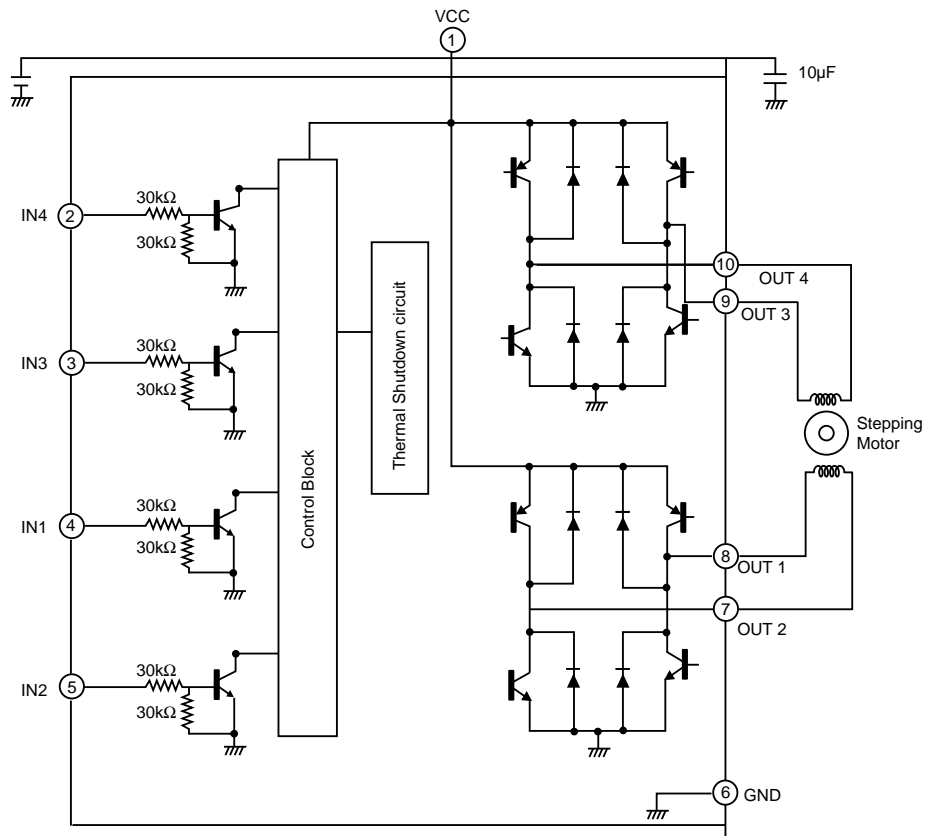 VCC
1
10µF
IN4
2
30kΩ
30kΩ
IN3
3
30kΩ
30kΩ
IN1
4
30kΩ
30kΩ
IN2
5
30kΩ
30kΩ
Control Block
Thermal Shutdown circuit
10
OUT 4
9
OUT 3
Stepping
Motor
8
OUT 1
7
OUT 2
6
GND